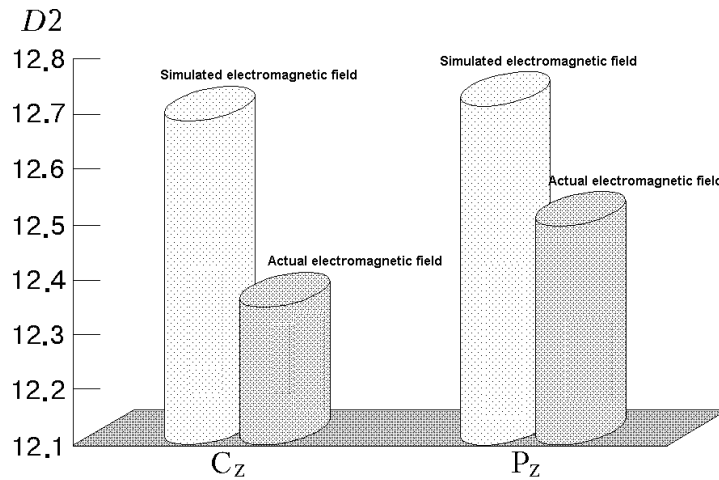 D2
12.8
12.7
12.6
12.5
12.4
12.3
12.2
12.1
Simulated electromagnetic field
Actual electromagnetic field
Simulated electromagnetic field
Actual electromagnetic field
Cz
Pz